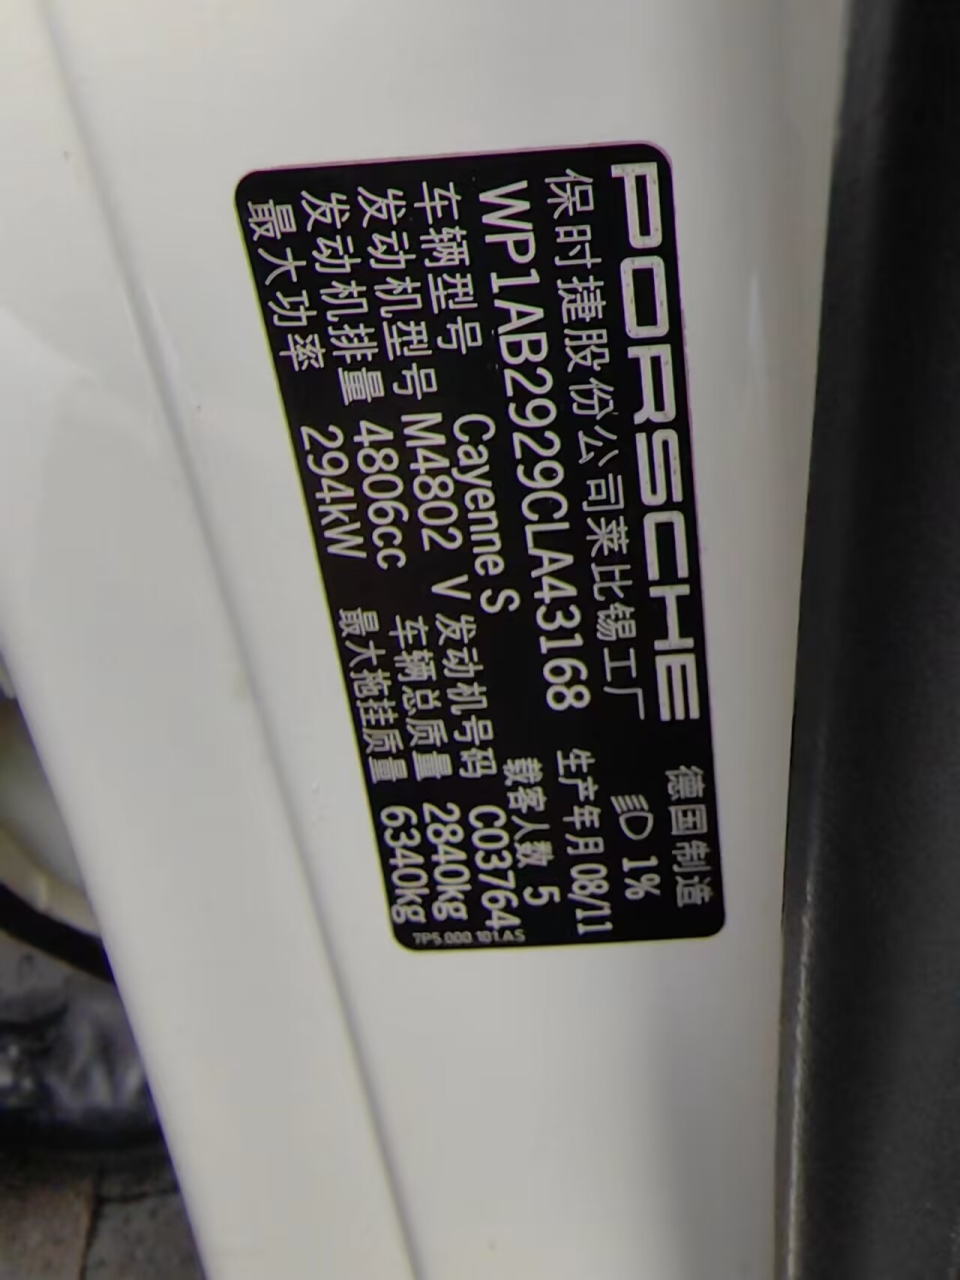 PORSCHE 德国制造
保时捷股份公司莱比锡工厂 1%
WP1AB2929CLA43168 生产年月 08/11
车辆型号 Cayenne S 载客人数 5
发动机型号 M4802 V 发动机号码 C03764
发动机排量 4806cc 车辆总质量 2840kg
最大功率 294kW 最大拖挂质量 6340kg
7P5.000.101.AS